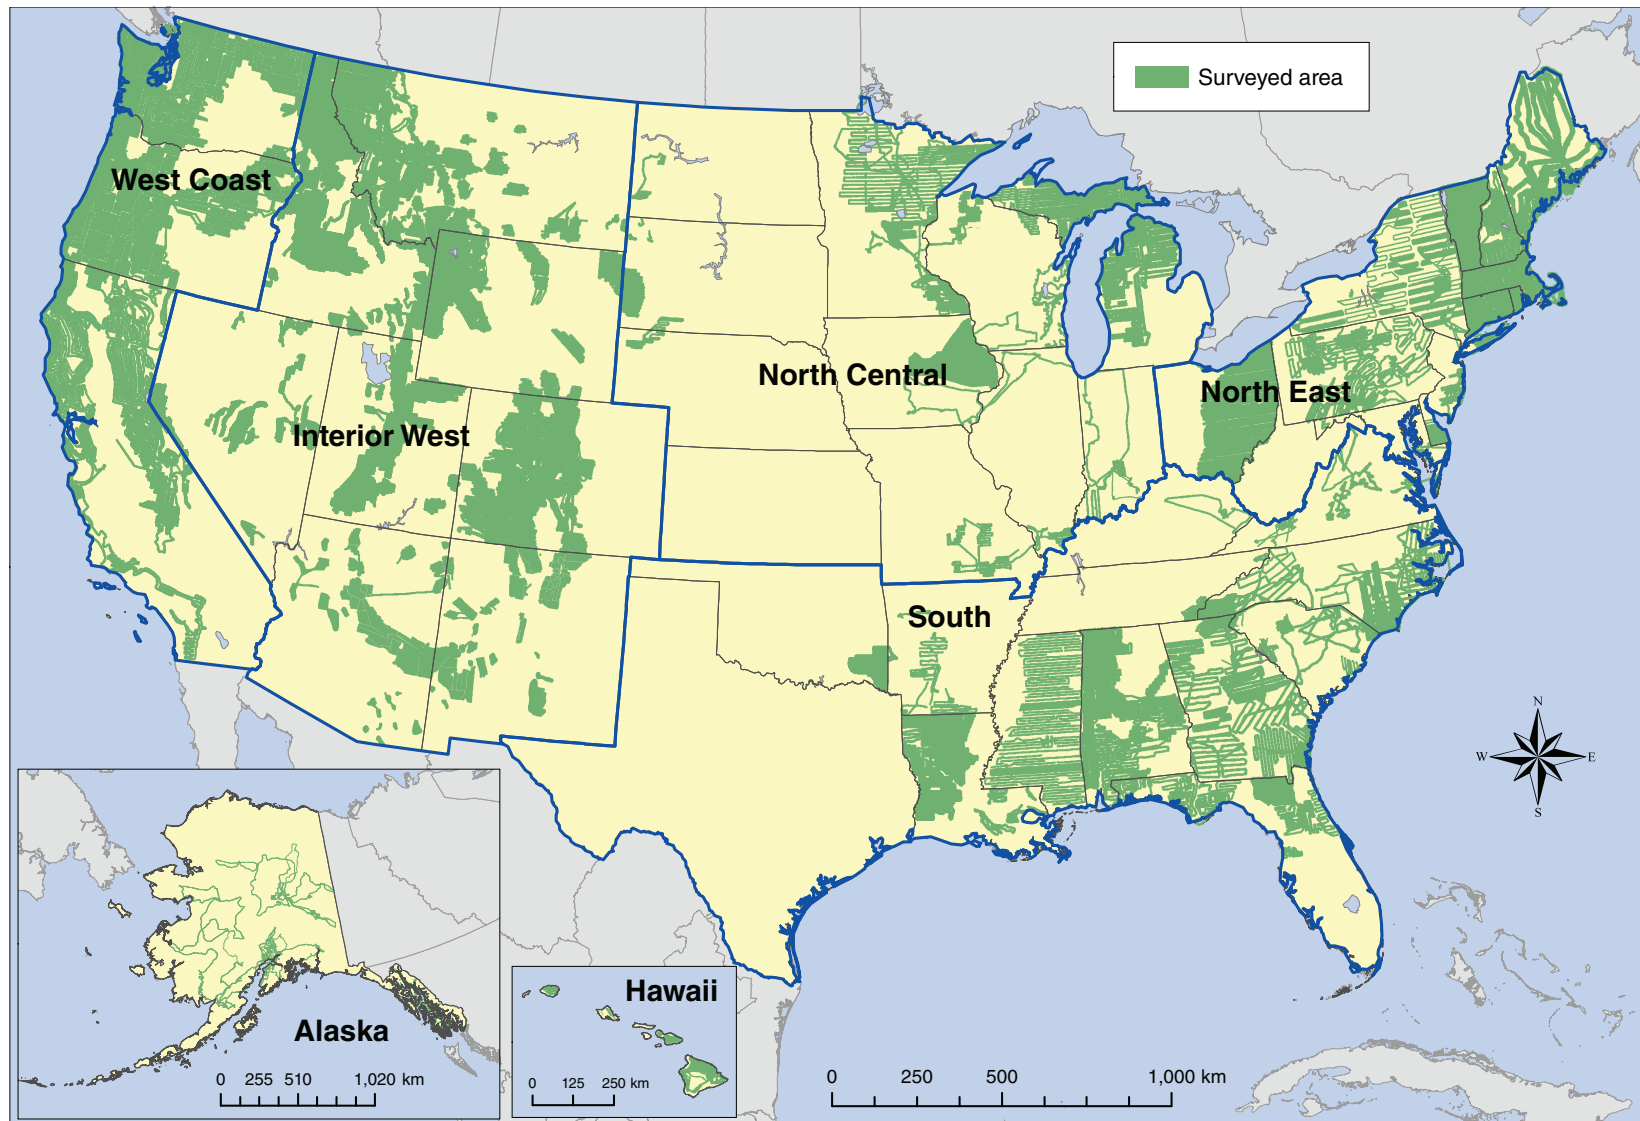 Surveyed area
West Coast
North Central
North East
Interior West
South
N
W
E
S
Hawaii
Alaska
0 255 510 1,020 km
0 125 250 km
0 250 500 1,000 km